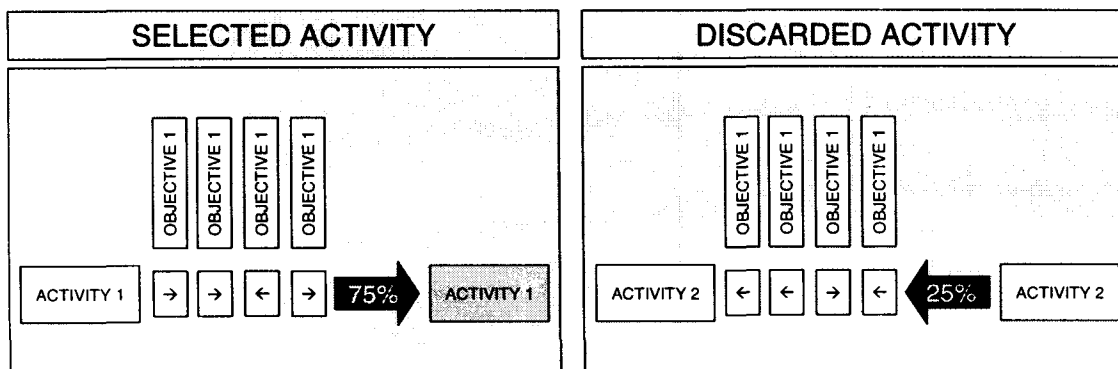 SELECTED ACTIVITY
OBJECTIVE 1
OBJECTIVE 1
OBJECTIVE 1
OBJECTIVE 1
ACTIVITY 1
→ → ← →
75%
ACTIVITY 1
DISCARDED ACTIVITY
OBJECTIVE 1
OBJECTIVE 1
OBJECTIVE 1
OBJECTIVE 1
ACTIVITY 2
← ← → ←
25%
ACTIVITY 2